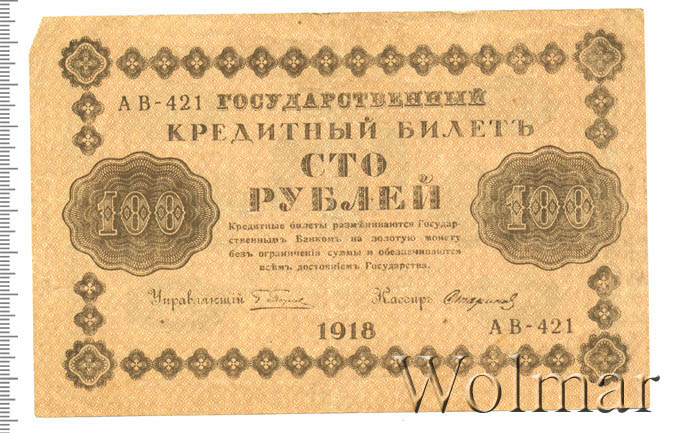 АВ-421 ГОСУДАРСТВЕННЫЙ
КРЕДИТНЫЙ БИЛЕТЪ
СТО
РУБЛЕЙ
100
100
Кредитные билеты размѣниваются Государ-
ственнымъ Банкомъ на золотую монету
безъ ограниченія суммы и обезпечиваются
всѣмъ достояніемъ Государства.
Управляющій
Кассиръ
1918
АВ-421
Wolmar